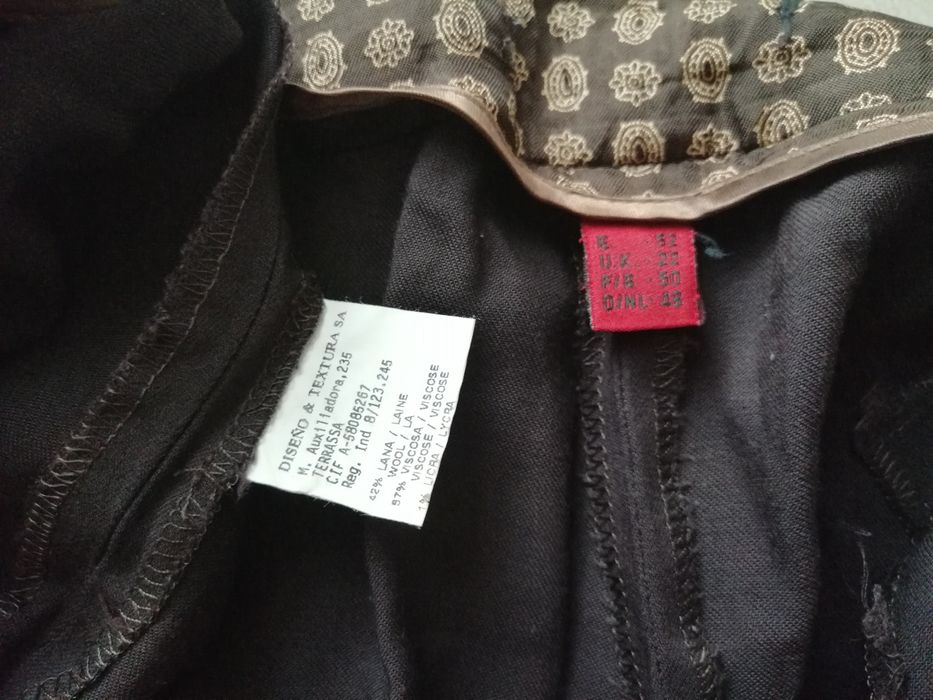 DISEÑO & TEXTURA SA
M. Auxiliadora,235
TERRASSA
CIF A-58085267
Reg. Ind 8/123.245
42% LANA / LAINE
WOOL / LA
57% VISCOSA / VISCOSE
VISCOSE / VISCOSE
1% LICRA / LYCRA
E. - 52
U.K. - 22
F/B - 50
D/NL- 48